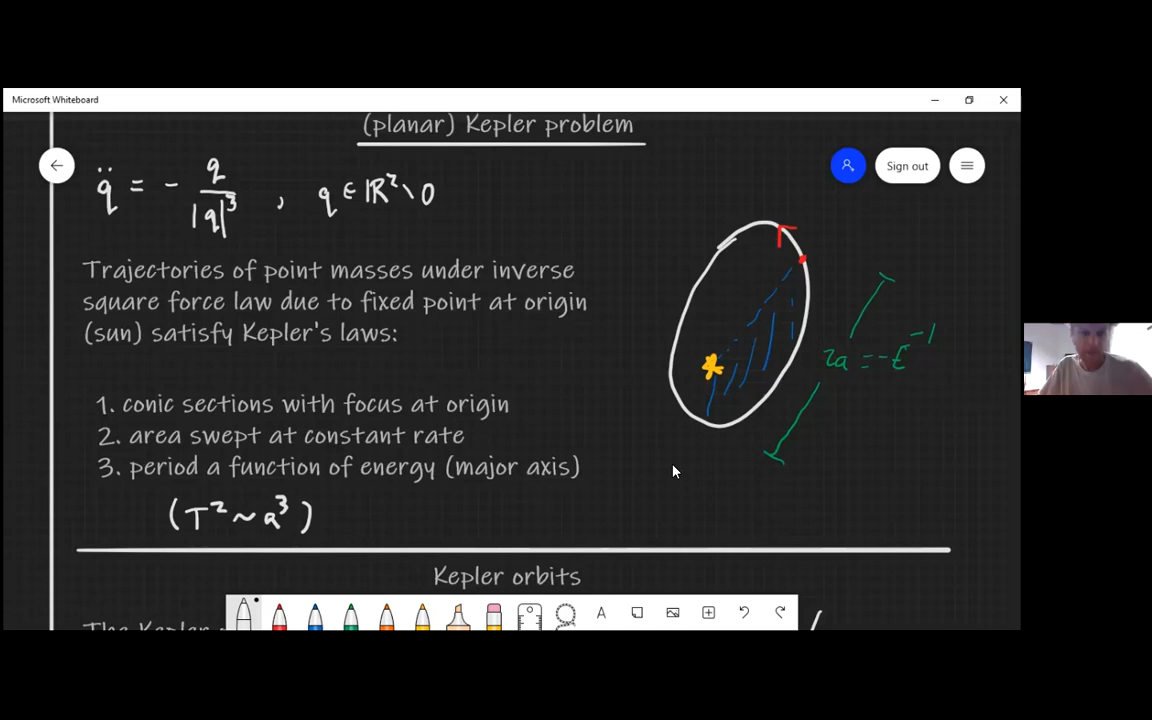 Microsoft Whiteboard
(planar) Kepler problem
Sign out
q̈ = - q/|q|³ , q ∈ ℝ² \ 0
Trajectories of point masses under inverse
square force law due to fixed point at origin
(sun) satisfy Kepler's laws:
2a = -E⁻¹
1. conic sections with focus at origin
2. area swept at constant rate
3. period a function of energy (major axis)
(T² ~ a³)
Kepler orbits
The Kepler
A